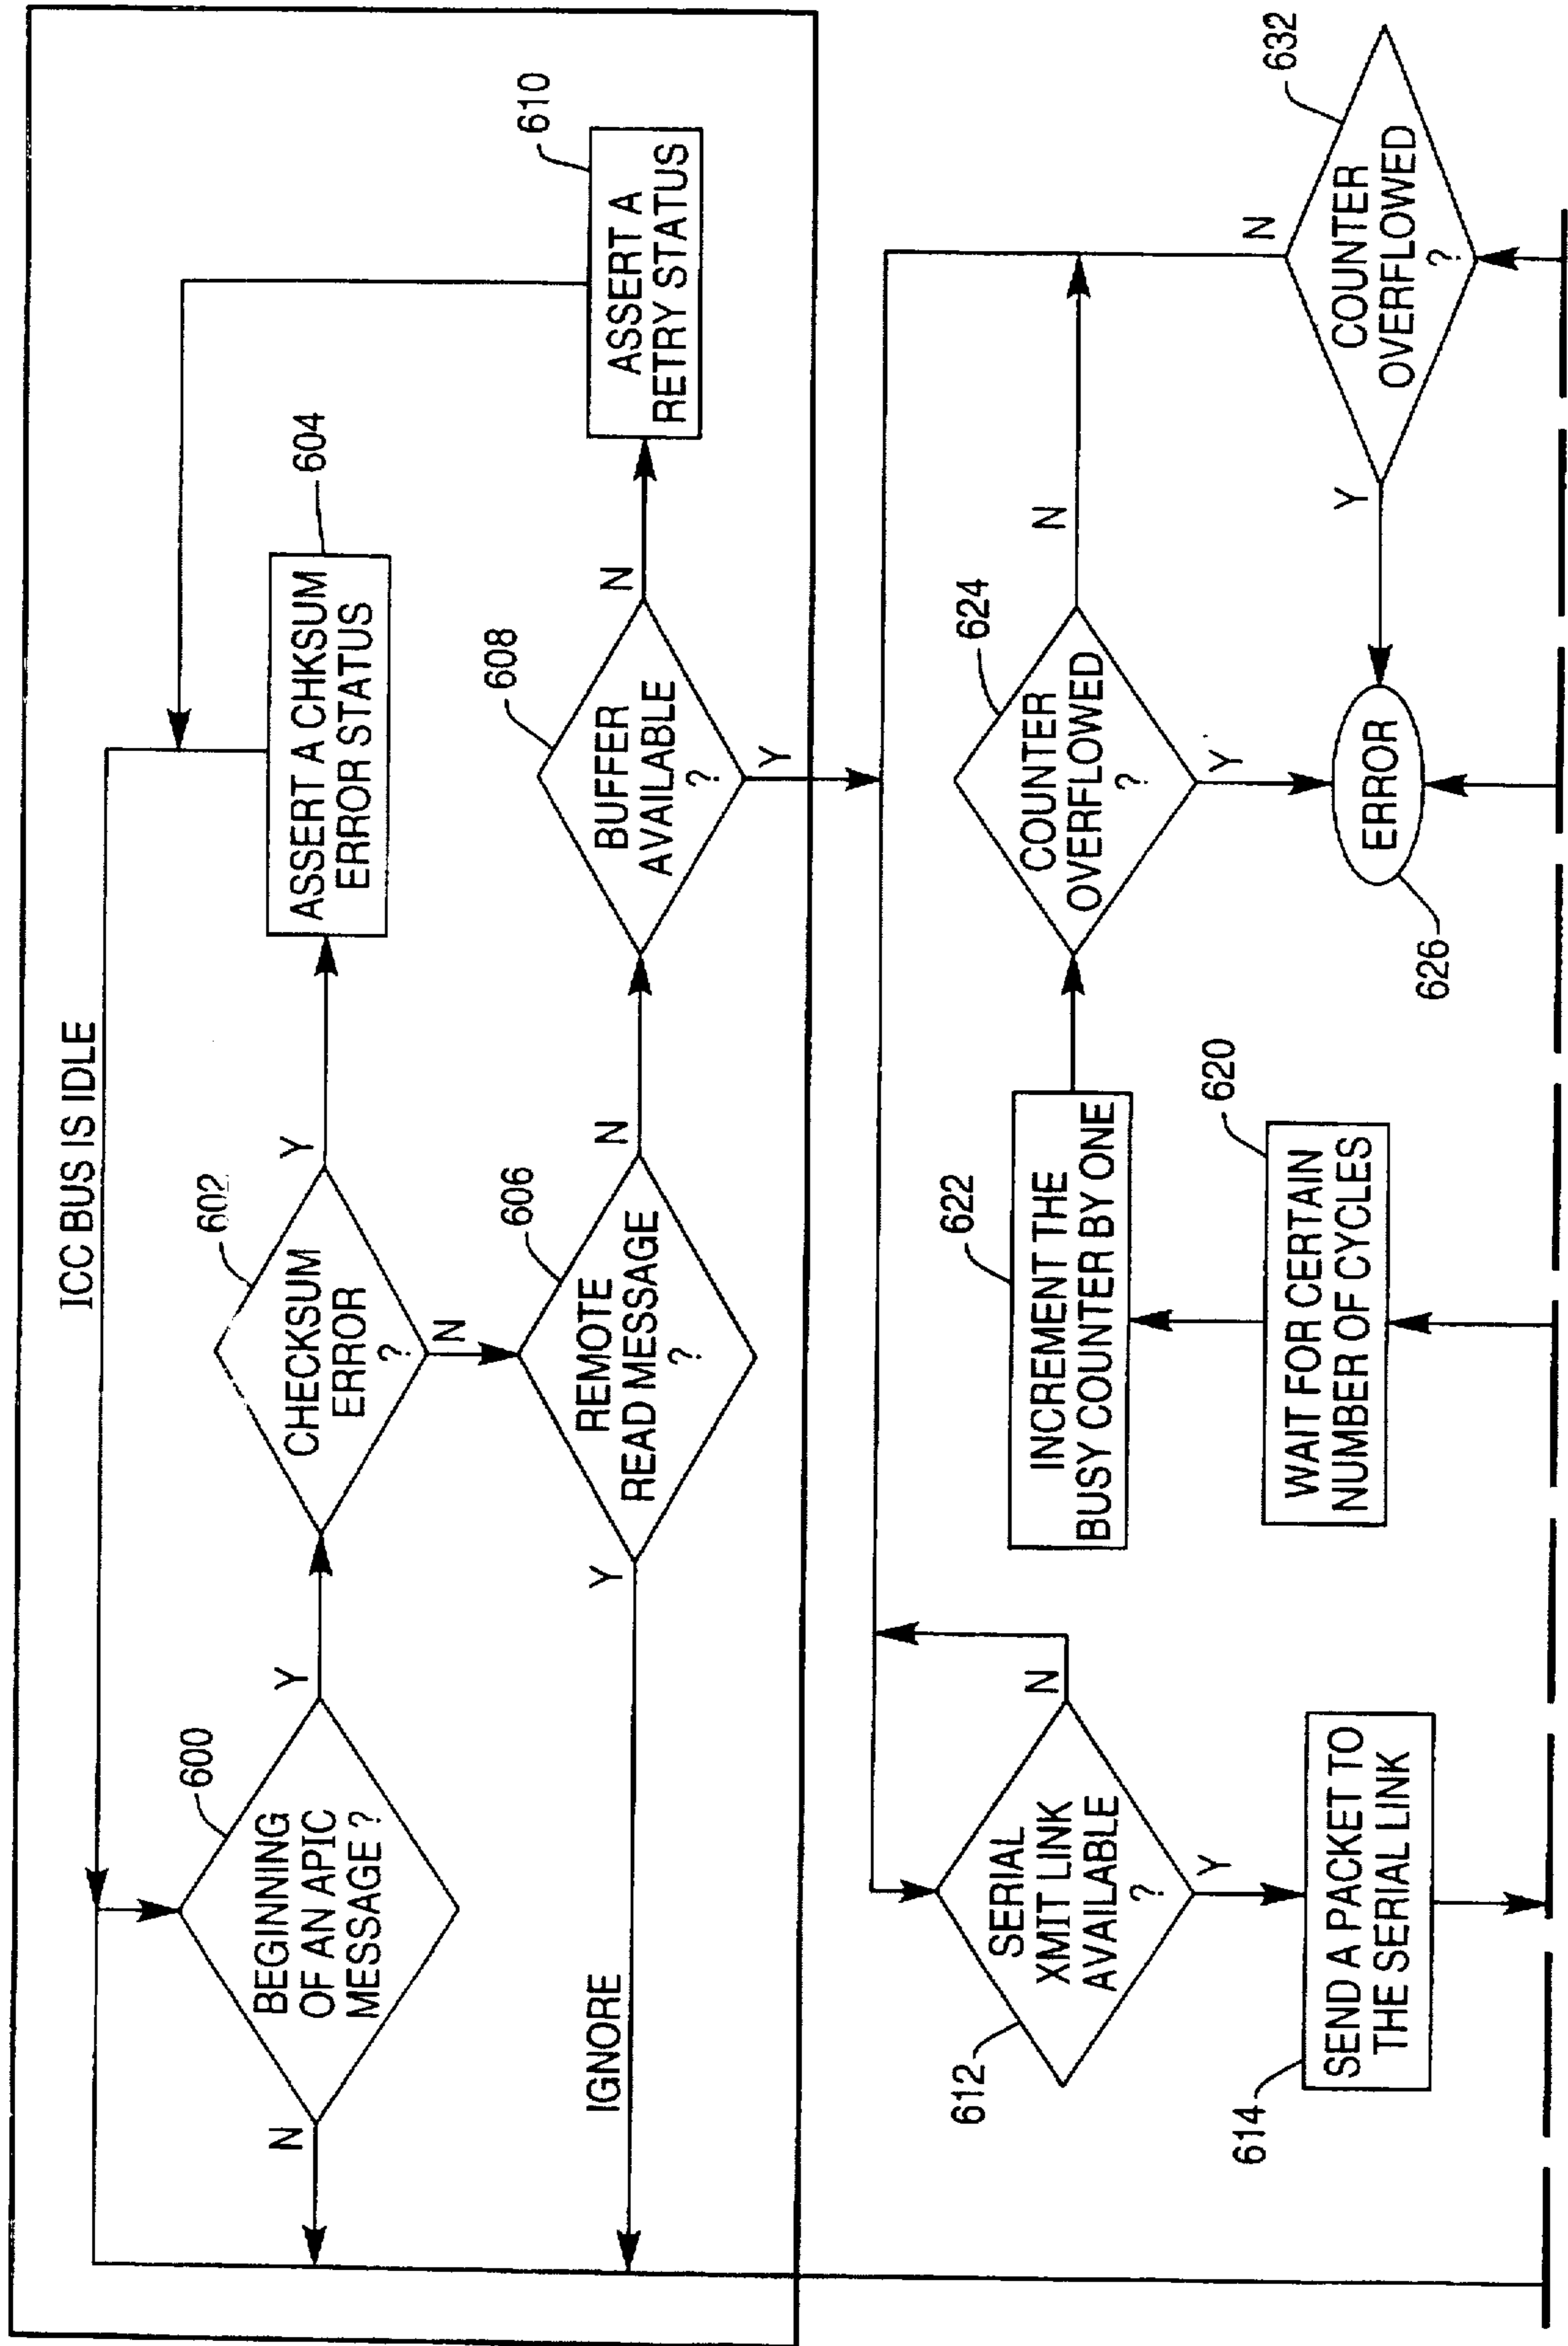 ICC BUS IS IDLE
600
BEGINNING
OF AN APIC
MESSAGE ?
N
Y
602
CHECKSUM
ERROR
?
Y
N
604
ASSERT A CHKSUM
ERROR STATUS
IGNORE
Y
606
REMOTE
READ MESSAGE
?
N
608
BUFFER
AVAILABLE
?
N
Y
610
ASSERT A
RETRY STATUS
612
SERIAL
XMIT LINK
AVAILABLE
?
N
Y
614
SEND A PACKET TO
THE SERIAL LINK
622
INCREMENT THE
BUSY COUNTER BY ONE
620
WAIT FOR CERTAIN
NUMBER OF CYCLES
624
COUNTER
OVERFLOWED
?
N
Y
ERROR
626
632
COUNTER
OVERFLOWED
?
N
Y